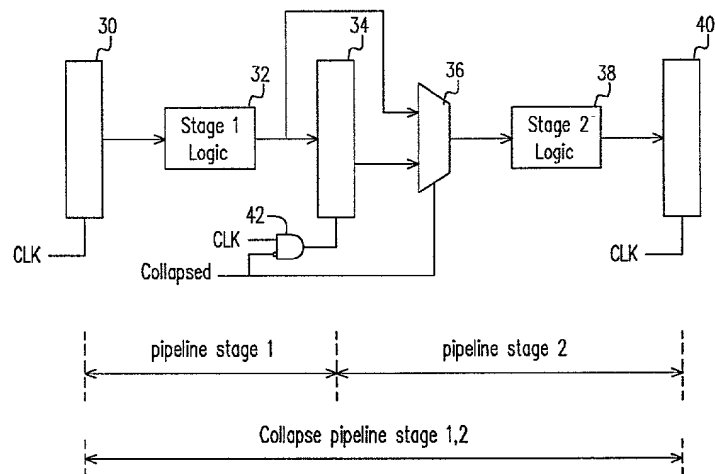 30
34
40
32
36
38
Stage 1
Logic
Stage 2
Logic
42
CLK
CLK
CLK
Collapsed
pipeline stage 1
pipeline stage 2
Collapse pipeline stage 1,2